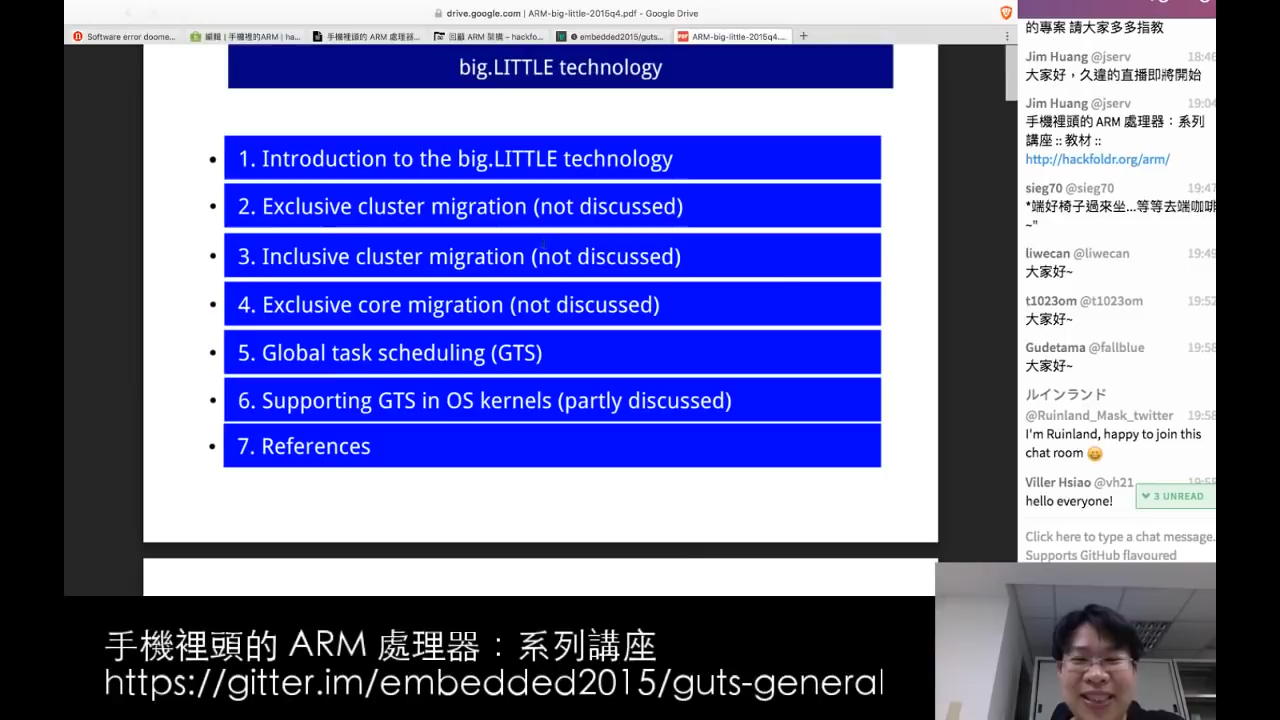 drive.google.com | ARM-big-little-2015q4.pdf - Google Drive
Software error doome...
編輯 | 手機裡的ARM | ha...
手機裡頭的 ARM 處理器...
回顧 ARM 架構 – hackfo...
embedded2015/guts...
ARM-big-little-2015q4....
big.LITTLE technology
• 1. Introduction to the big.LITTLE technology
• 2. Exclusive cluster migration (not discussed)
• 3. Inclusive cluster migration (not discussed)
• 4. Exclusive core migration (not discussed)
• 5. Global task scheduling (GTS)
• 6. Supporting GTS in OS kernels (partly discussed)
• 7. References
的專案 請大家多多指教
Jim Huang @jserv 18:46
大家好，久違的直播即將開始
Jim Huang @jserv 19:04
手機裡頭的 ARM 處理器：系列
講座 :: 教材 ::
http://hackfoldr.org/arm/
sieg70 @sieg70 19:47
*端好椅子過來坐...等等去端咖啡
~"
liwecan @liwecan 19:49
大家好~
t1023om @t1023om 19:52
大家好~
Gudetama @fallblue 19:58
大家好~
ルインランド
@Ruinland_Mask_twitter 19:58
I'm Ruinland, happy to join this
chat room
Viller Hsiao @vh21
hello everyone!
3 UNREAD
Click here to type a chat message.
Supports GitHub flavoured
手機裡頭的 ARM 處理器：系列講座
https://gitter.im/embedded2015/guts-general